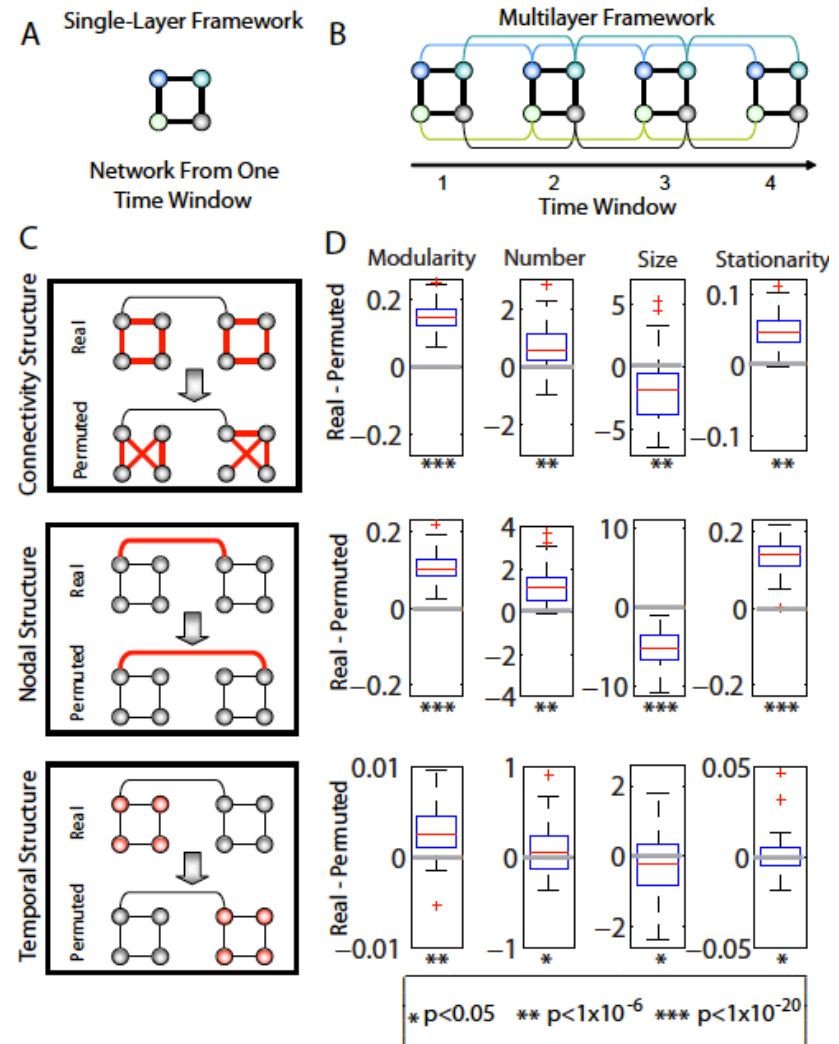 A
Single-Layer Framework
Network From One
Time Window
B
Multilayer Framework
1 2 3 4
Time Window
C
Connectivity Structure
Real
Permuted
Nodal Structure
Real
Permuted
Temporal Structure
Real
Permuted
D
Modularity Number Size Stationarity
Real - Permuted
0.2
0
−0.2
***
2
0
−2
**
5
0
−5
**
0.1
0
−0.1
**
Real - Permuted
0.2
0
−0.2
***
4
2
0
−2
−4
**
10
0
−10
***
0.2
0
−0.2
***
Real - Permuted
0.01
0
−0.01
**
1
0
−1
*
2
0
−2
*
0.05
0
−0.05
*
* p<0.05 ** p<1x10⁻⁶ *** p<1x10⁻²⁰